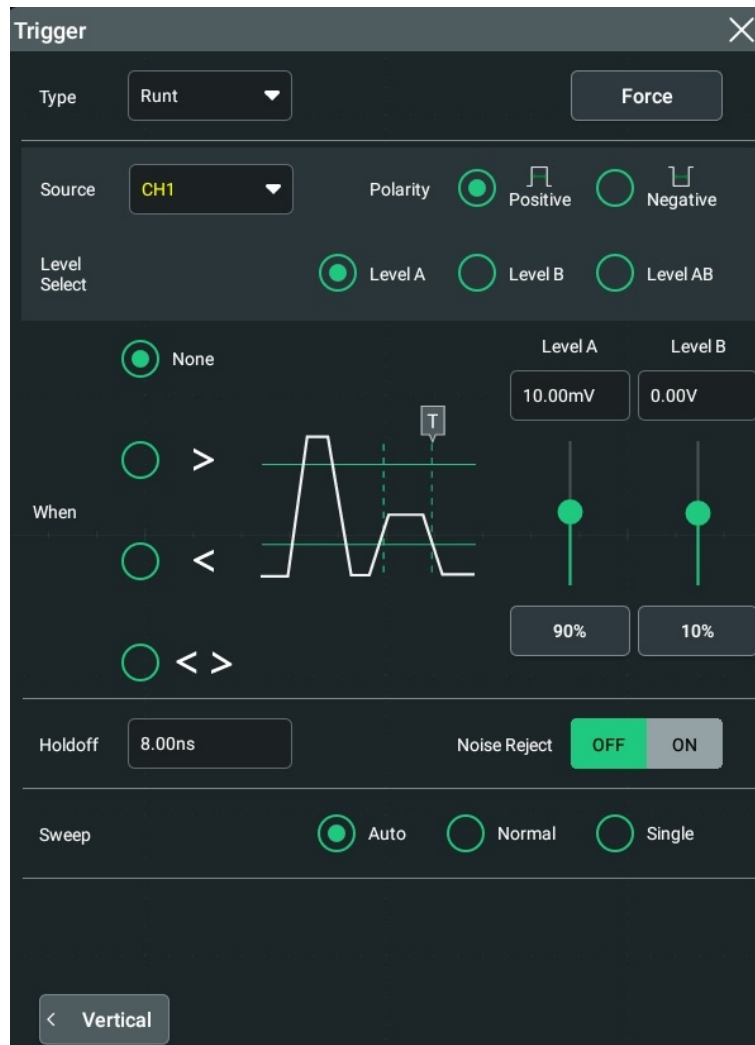 Trigger
Type Runt Force
Source CH1 Polarity Positive Negative
Level
Select
Level A Level B Level AB
None
Level A Level B
10.00mV 0.00V
T
>
When
<
90% 10%
< >
Holdoff 8.00ns Noise Reject OFF ON
Sweep Auto Normal Single
< Vertical